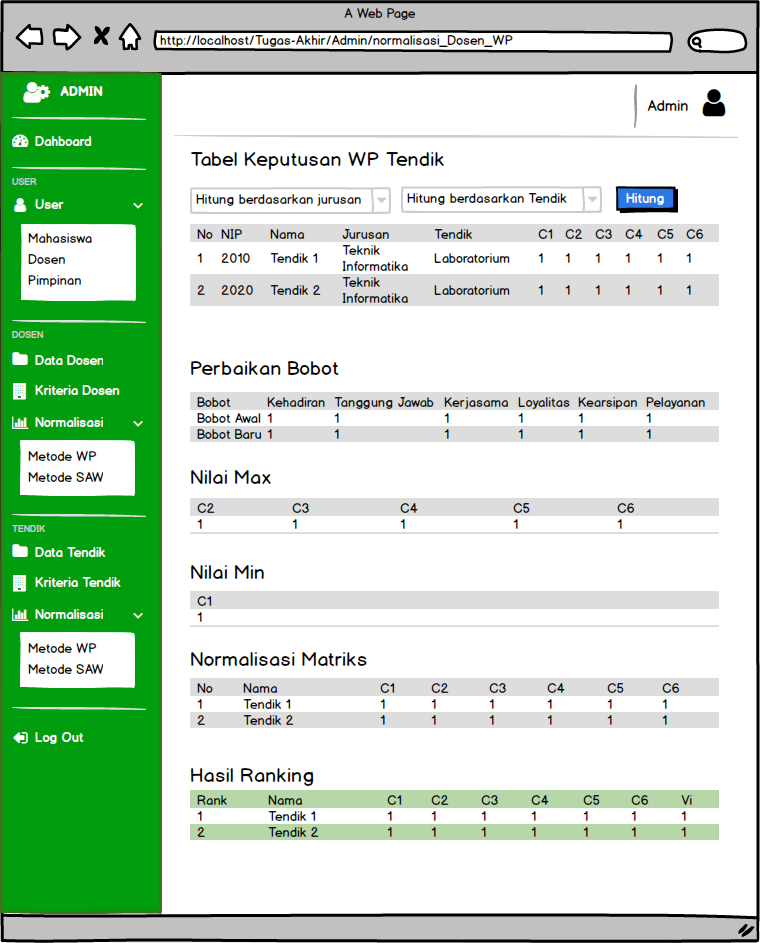 A Web Page
http://localhost/Tugas-Akhir/Admin/normalisasi_Dosen_WP
ADMIN
Dahboard
USER
User
Mahasiswa
Dosen
Pimpinan
DOSEN
Data Dosen
Kriteria Dosen
Normalisasi
Metode WP
Metode SAW
TENDIK
Data Tendik
Kriteria Tendik
Normalisasi
Metode WP
Metode SAW
Log Out
Admin
Tabel Keputusan WP Tendik
Hitung berdasarkan jurusan Hitung berdasarkan Tendik Hitung
No NIP Nama Jurusan Tendik C1 C2 C3 C4 C5 C6
1 2010 Tendik 1 Teknik Informatika Laboratorium 1 1 1 1 1 1
2 2020 Tendik 2 Teknik Informatika Laboratorium 1 1 1 1 1 1
Perbaikan Bobot
Bobot Kehadiran Tanggung Jawab Kerjasama Loyalitas Kearsipan Pelayanan
Bobot Awal 1 1 1 1 1 1
Bobot Baru 1 1 1 1 1 1
Nilai Max
C2 C3 C4 C5 C6
1 1 1 1 1
Nilai Min
C1
1
Normalisasi Matriks
No Nama C1 C2 C3 C4 C5 C6
1 Tendik 1 1 1 1 1 1 1
2 Tendik 2 1 1 1 1 1 1
Hasil Ranking
Rank Nama C1 C2 C3 C4 C5 C6 Vi
1 Tendik 1 1 1 1 1 1 1 1
2 Tendik 2 1 1 1 1 1 1 1